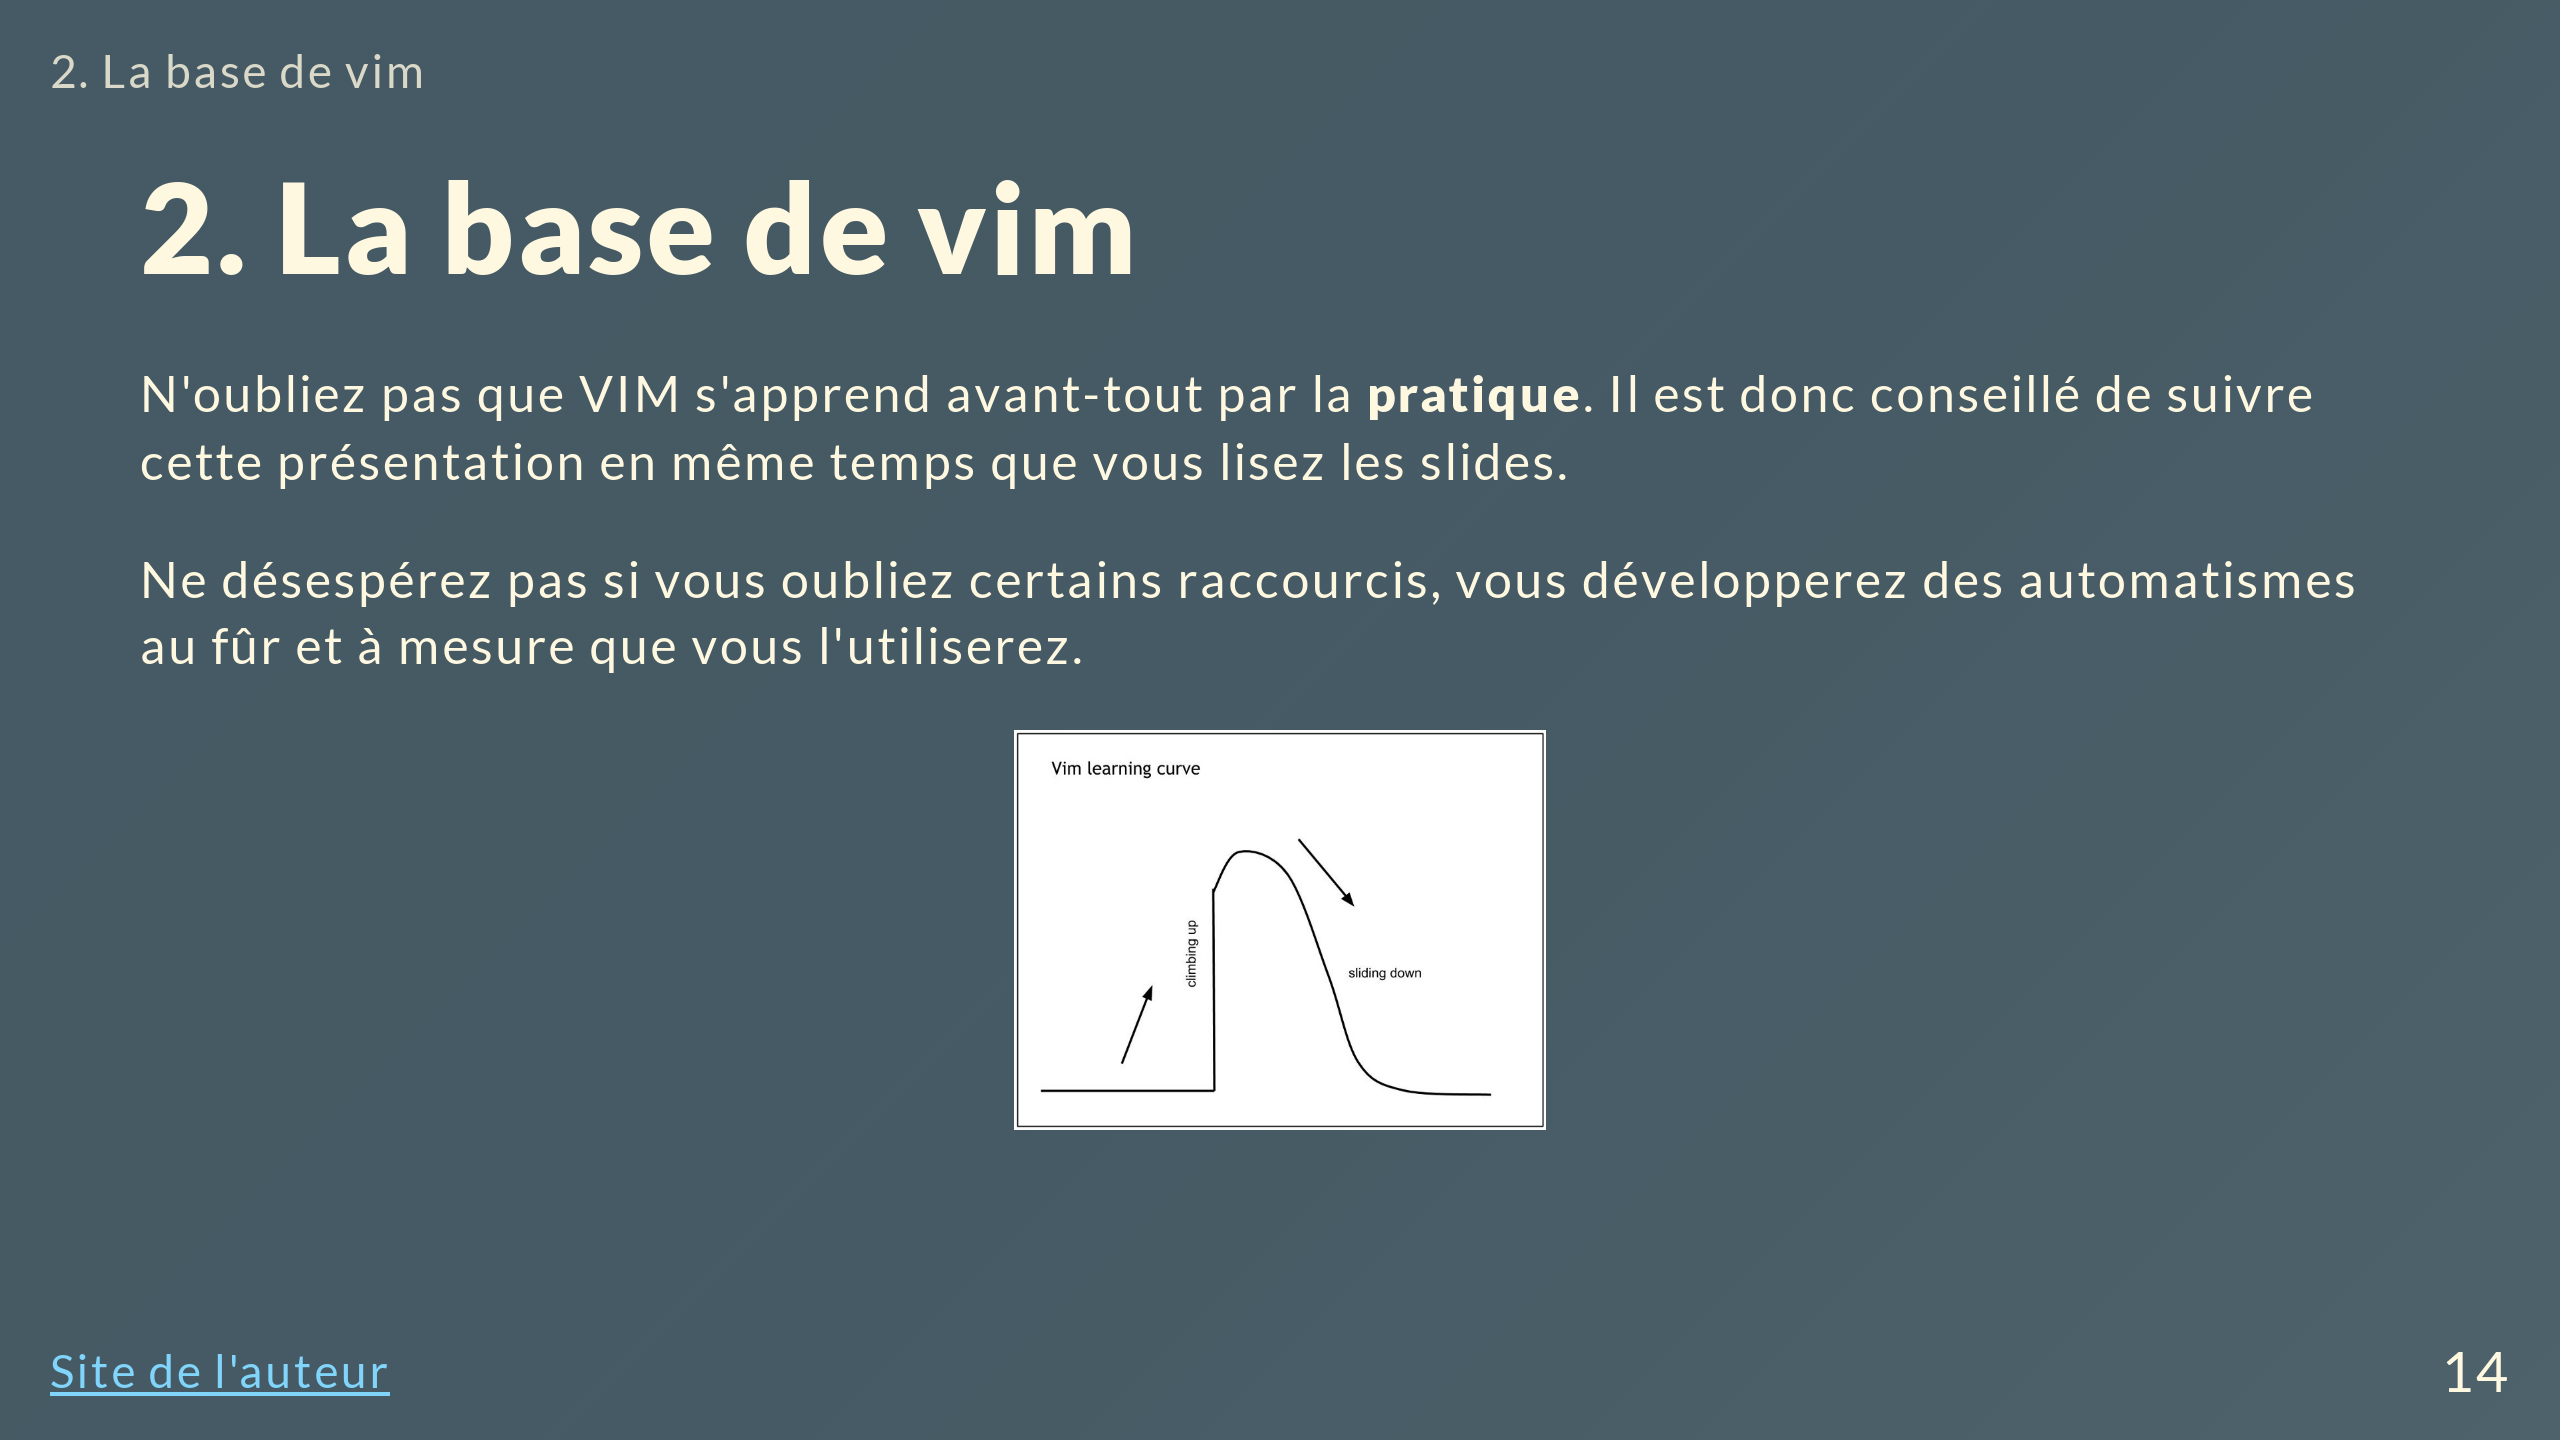 2. La base de vim
2. La base de vim
N'oubliez pas que VIM s'apprend avant-tout par la pratique. Il est donc conseillé de suivre
cette présentation en même temps que vous lisez les slides.
Ne désespérez pas si vous oubliez certains raccourcis, vous développerez des automatismes
au fûr et à mesure que vous l'utiliserez.
Vim learning curve
climbing up
sliding down
Site de l'auteur
14